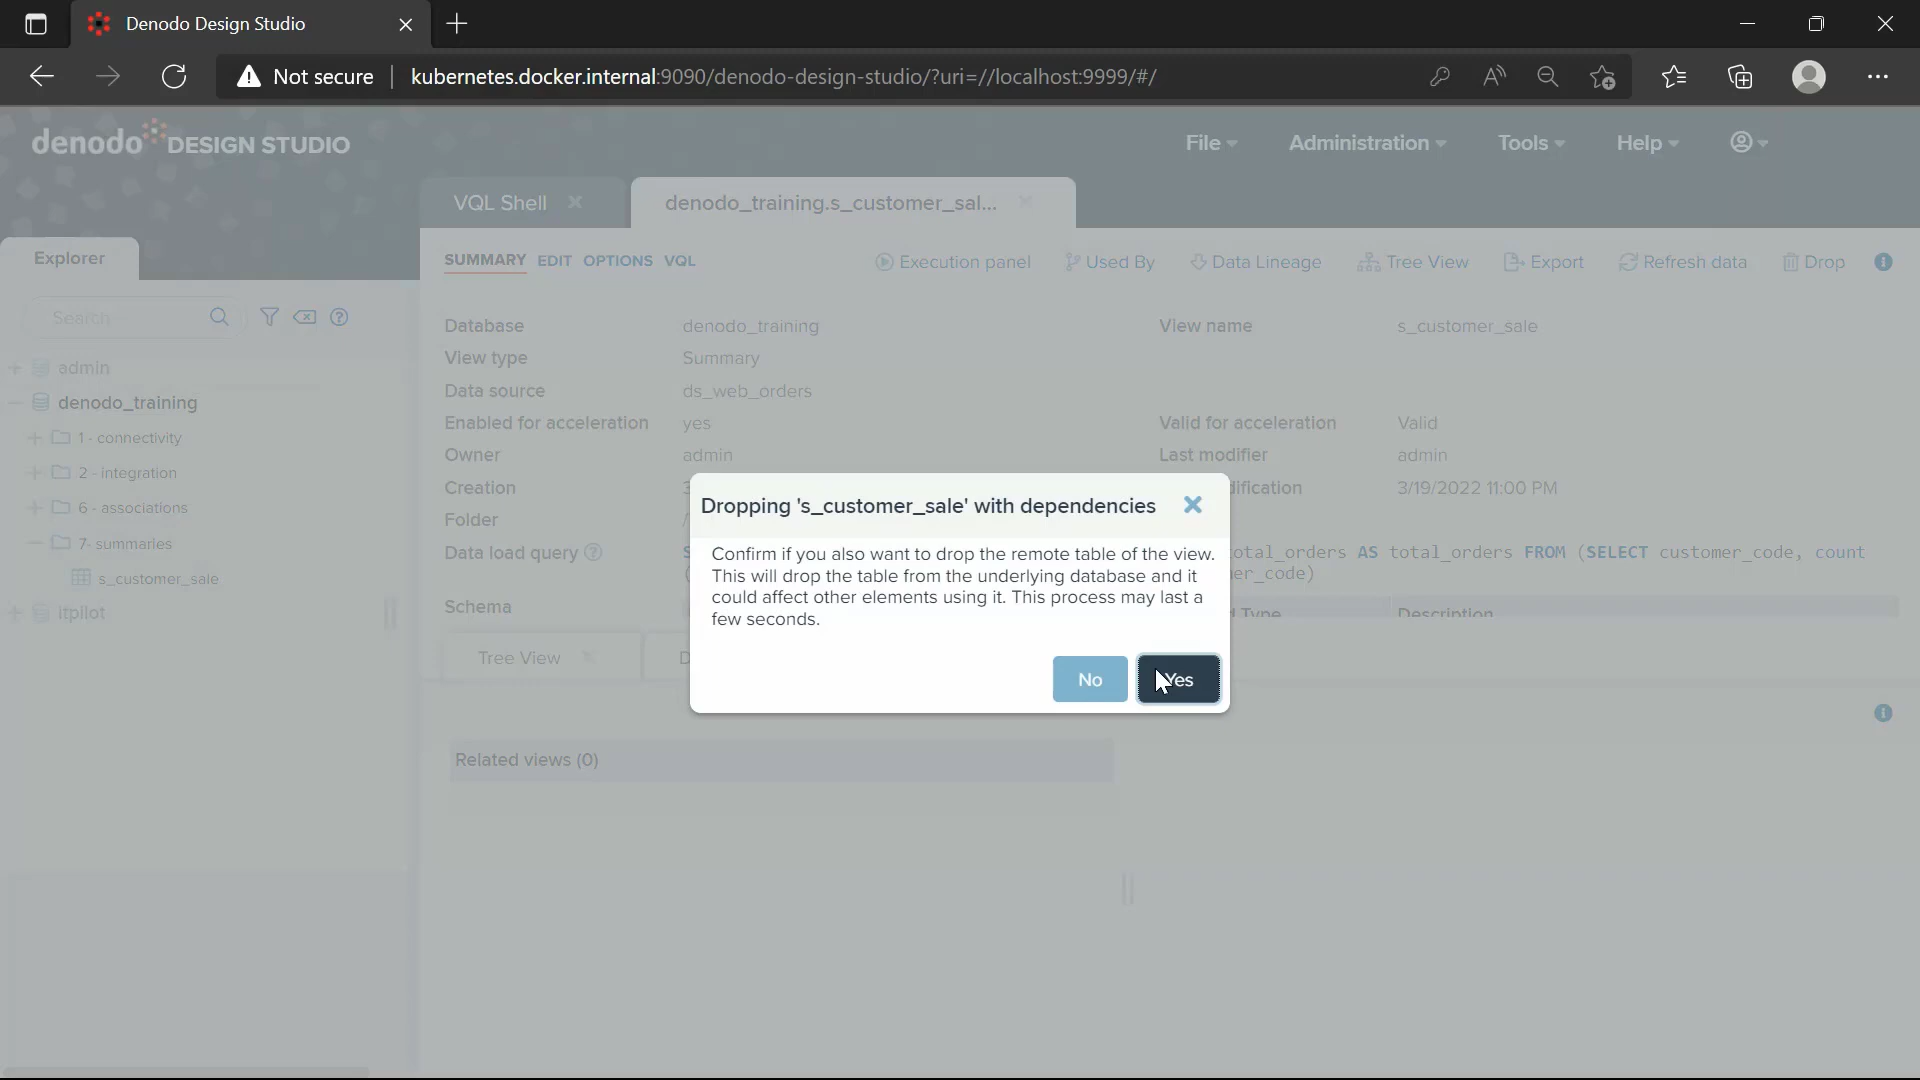 Denodo Design Studio
Not secure
kubernetes.docker.internal:9090/denodo-design-studio/?uri=//localhost:9999/#/
denodo DESIGN STUDIO
File Administration Tools Help
VQL Shell denodo_training.s_customer_sal...
Explorer
SUMMARY EDIT OPTIONS VQL Execution panel Used By Data Lineage Tree View Export Refresh data Drop
Search
admin
denodo_training
1 - connectivity
2 - integration
6 - associations
7- summaries
s_customer_sale
itpilot
Database denodo_training View name s_customer_sale
View type Summary
Data source ds_web_orders
Enabled for acceleration yes Valid for acceleration Valid
Owner admin Last modifier admin
Creation 3/19/2022 11:00 PM
Folder /
Data load query otal_orders AS total_orders FROM (SELECT customer_code, count
er_code)
Schema Type Description
Dropping 's_customer_sale' with dependencies
Confirm if you also want to drop the remote table of the view.
This will drop the table from the underlying database and it
could affect other elements using it. This process may last a
few seconds.
No Yes
Tree View
Related views (0)